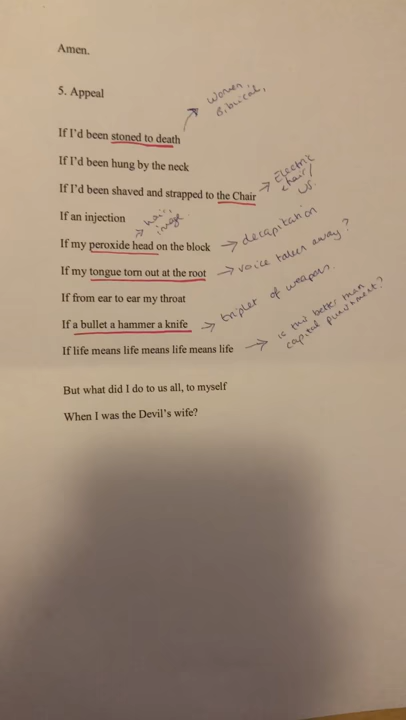 Amen.
5. Appeal
Women,
Biblical,
If I'd been stoned to death
If I'd been hung by the neck
Electric
chair/
US.
If I'd been shaved and strapped to the Chair
If an injection
hair
image
If my peroxide head on the block
decapitation
If my tongue torn out at the root
voice taken away?
If from ear to ear my throat
If a bullet a hammer a knife
triplet of weapons.
If life means life means life means life
is this better than
capital punishment?
But what did I do to us all, to myself
When I was the Devil's wife?